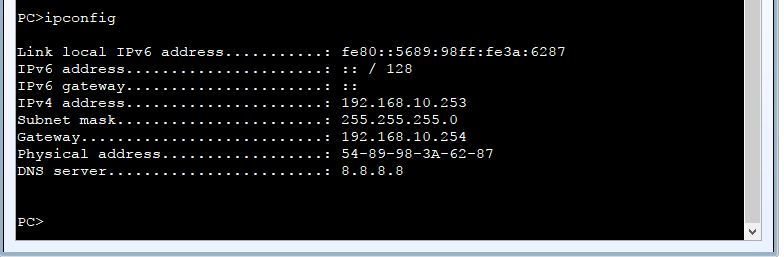 PC>ipconfig
Link local IPv6 address...........: fe80::5689:98ff:fe3a:6287
IPv6 address......................: :: / 128
IPv6 gateway......................: ::
IPv4 address......................: 192.168.10.253
Subnet mask.......................: 255.255.255.0
Gateway...........................: 192.168.10.254
Physical address..................: 54-89-98-3A-62-87
DNS server........................: 8.8.8.8
PC>